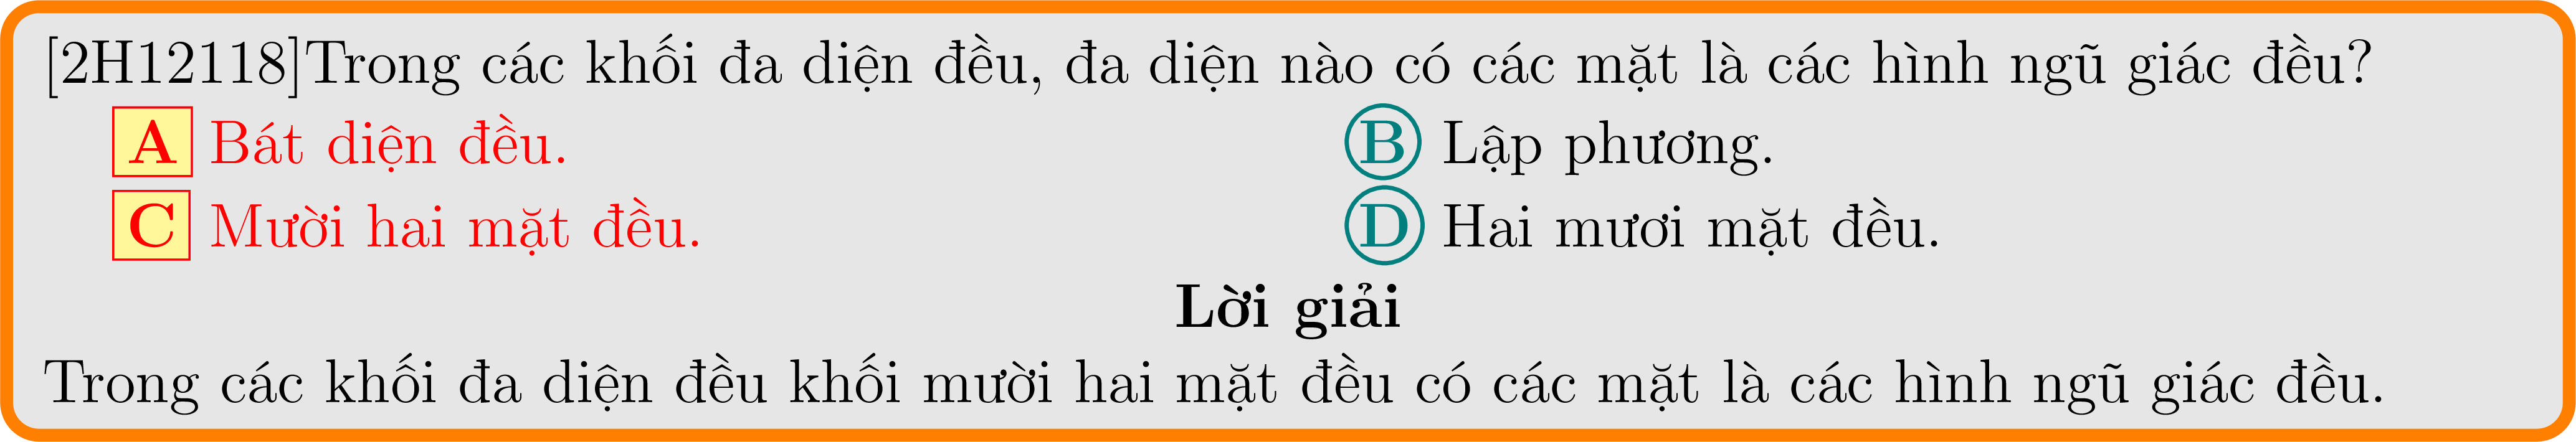 [2H12118]Trong các khối đa diện đều, đa diện nào có các mặt là các hình ngũ giác đều?
A Bát diện đều. B Lập phương.
C Mười hai mặt đều. D Hai mươi mặt đều.
Lời giải
Trong các khối đa diện đều khối mười hai mặt đều có các mặt là các hình ngũ giác đều.